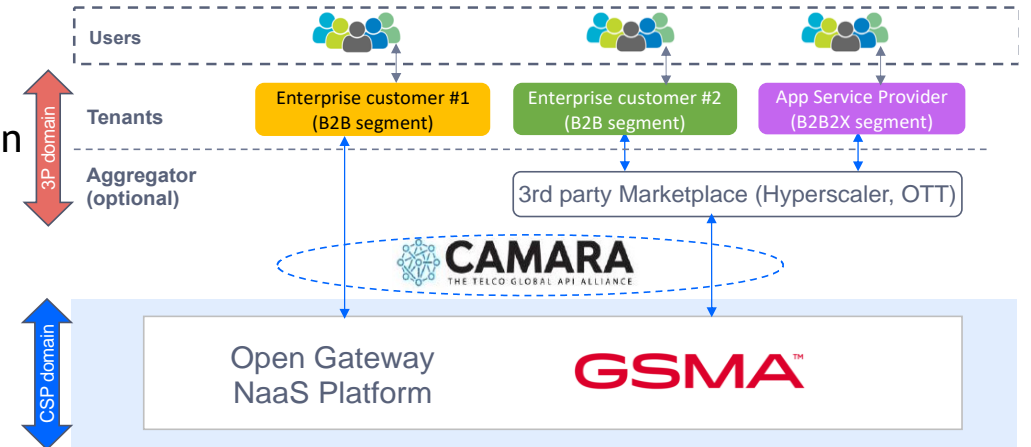 Users
Enterprise customer #1
(B2B segment)
Enterprise customer #2
(B2B segment)
App Service Provider
(B2B2X segment)
Tenants
n
3P domain
Aggregator
(optional)
3rd party Marketplace (Hyperscaler, OTT)
CAMARA
THE TELCO GLOBAL API ALLIANCE
CSP domain
Open Gateway
NaaS Platform
GSMA™